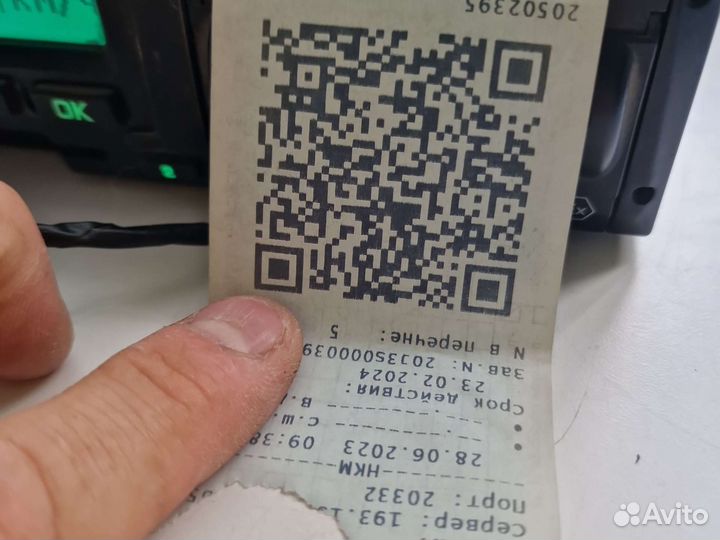 OK
Сервер: 193.1
Порт: 20332
-------НКМ-------
28.06.2023 09:38
с.ш.
Срок действия:
23.02.2024
Зав.N:
N в перечне: 5
20502395
Avito